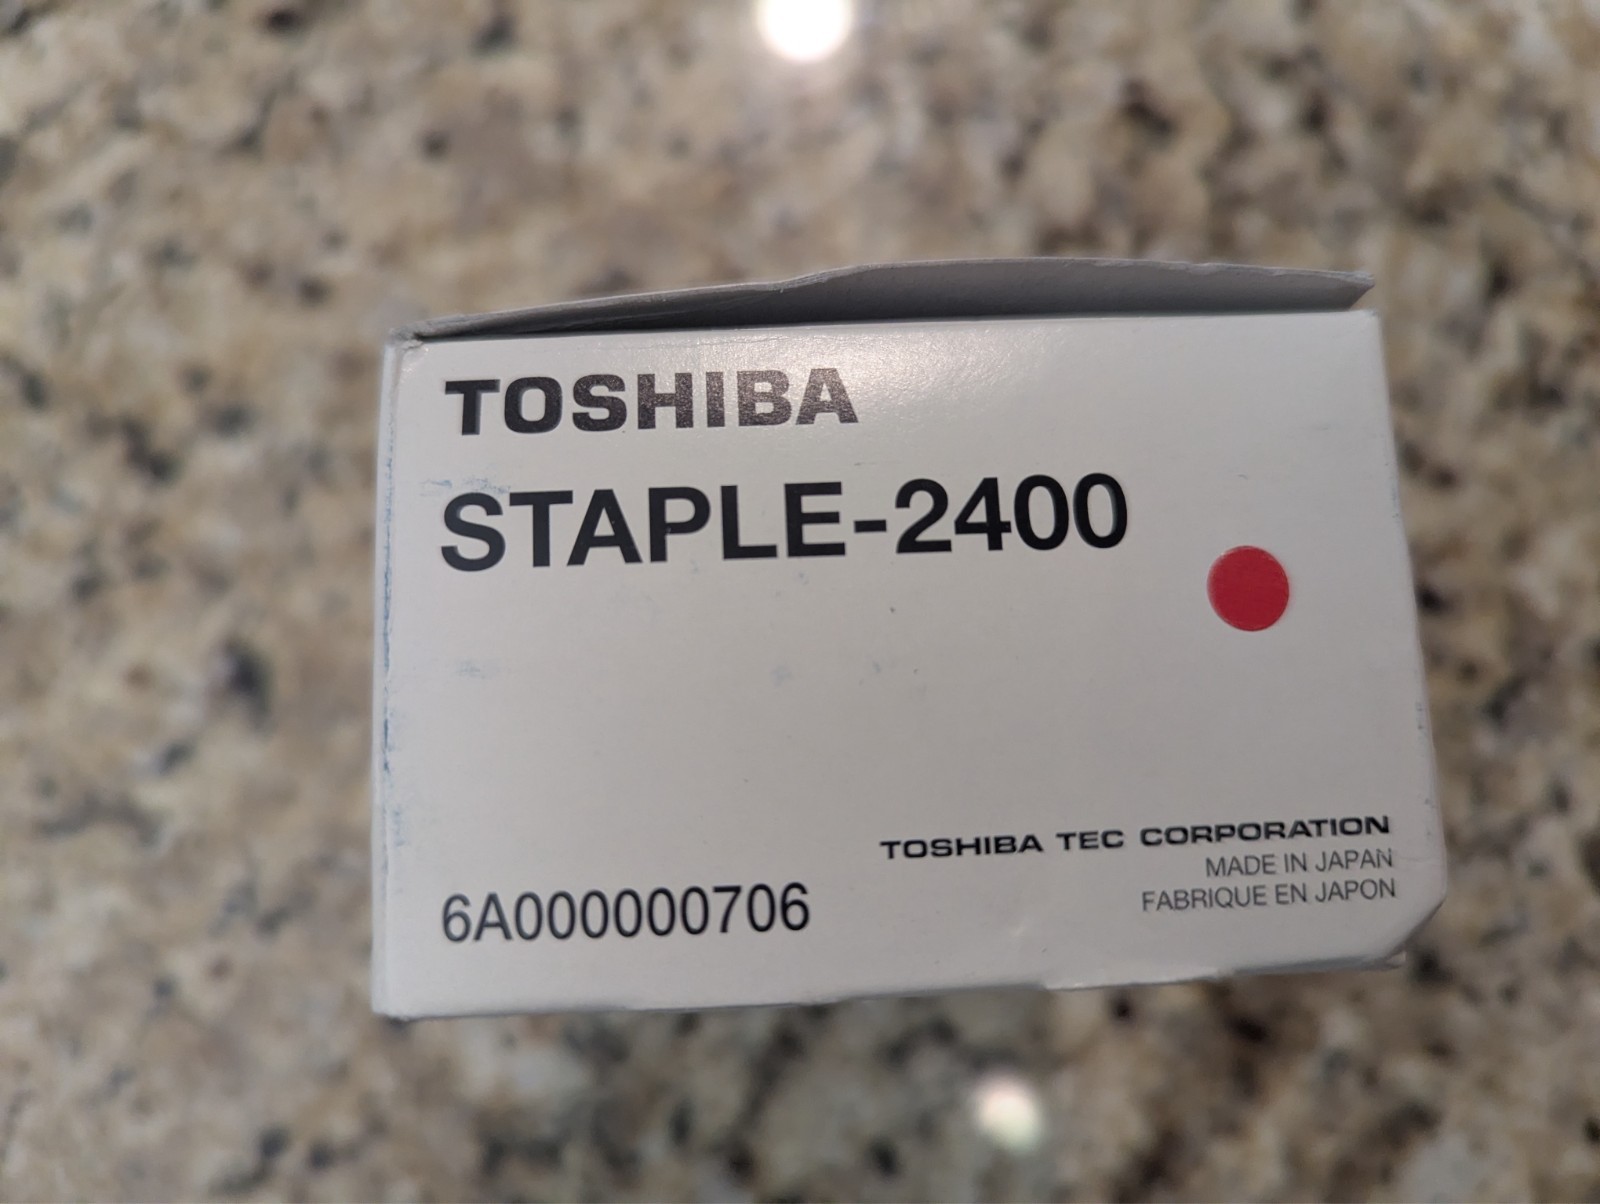 TOSHIBA
STAPLE-2400
TOSHIBA TEC CORPORATION
MADE IN JAPAN
FABRIQUE EN JAPON
6A000000706